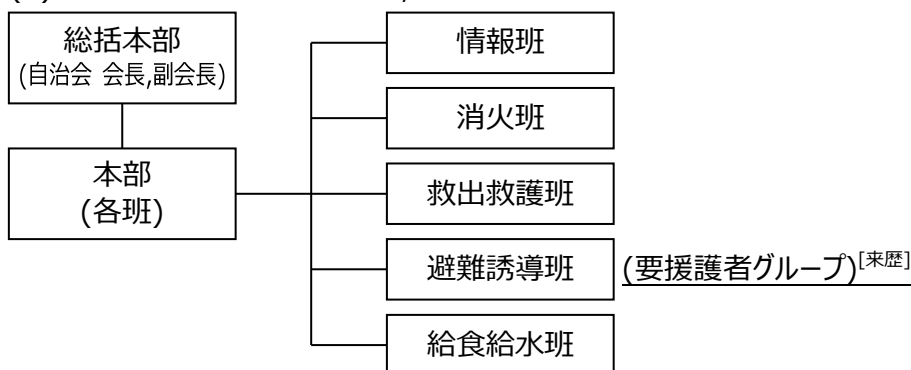 総括本部
(自治会 会長,副会長)
本部
(各班)
情報班
消火班
救出救護班
避難誘導班 (要援護者グループ)[来歴]
給食給水班